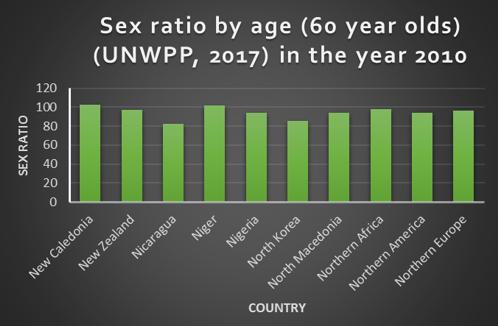 Sex ratio by age (60 year olds)
(UNWPP, 2017) in the year 2010
120
100
80
60
40
20
0
SEX RATIO
New Caledonia
New Zealand
Nicaragua
Niger
Nigeria
North Korea
North Macedonia
Northern Africa
Northern America
Northern Europe
COUNTRY